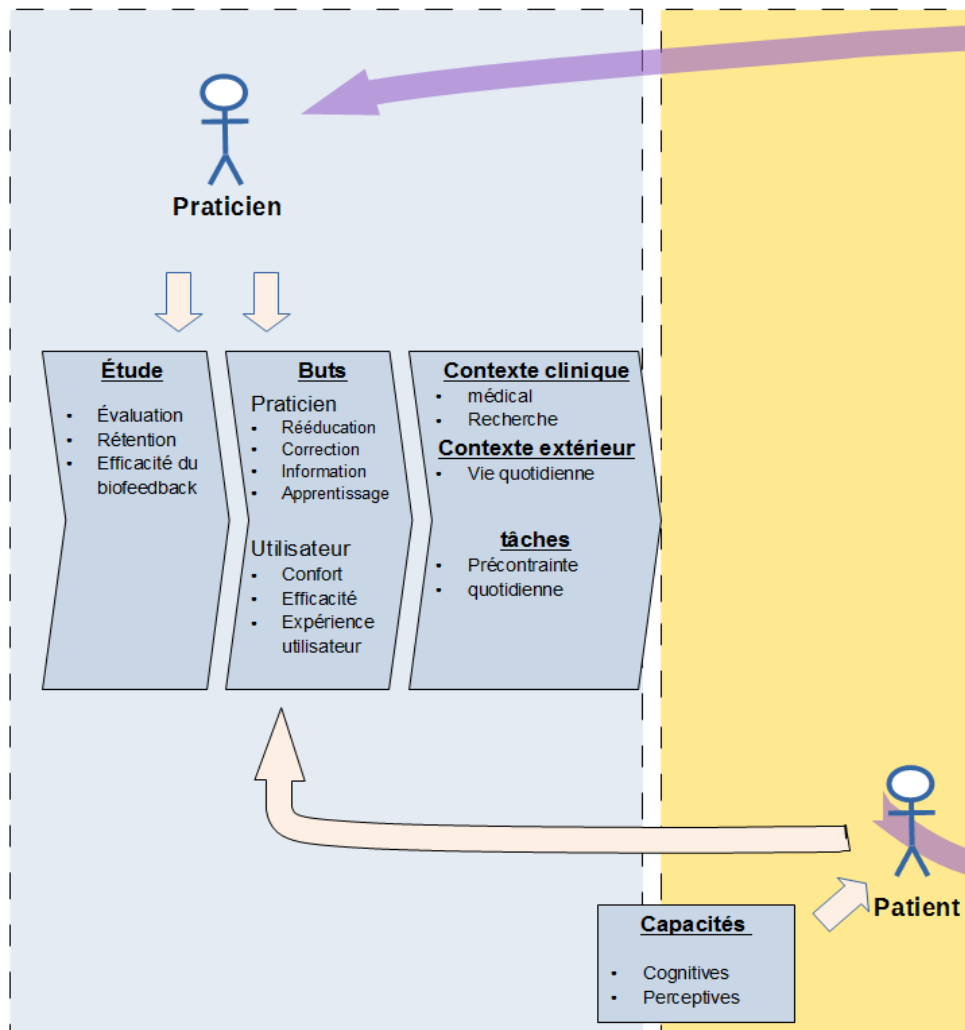 Praticien
Étude
• Évaluation
• Rétention
• Efficacité du
biofeedback
Buts
Praticien
• Rééducation
• Correction
• Information
• Apprentissage
Utilisateur
• Confort
• Efficacité
• Expérience
utilisateur
Contexte clinique
• médical
• Recherche
Contexte extérieur
• Vie quotidienne
tâches
• Précontrainte
• quotidienne
Patient
Capacités
• Cognitives
• Perceptives